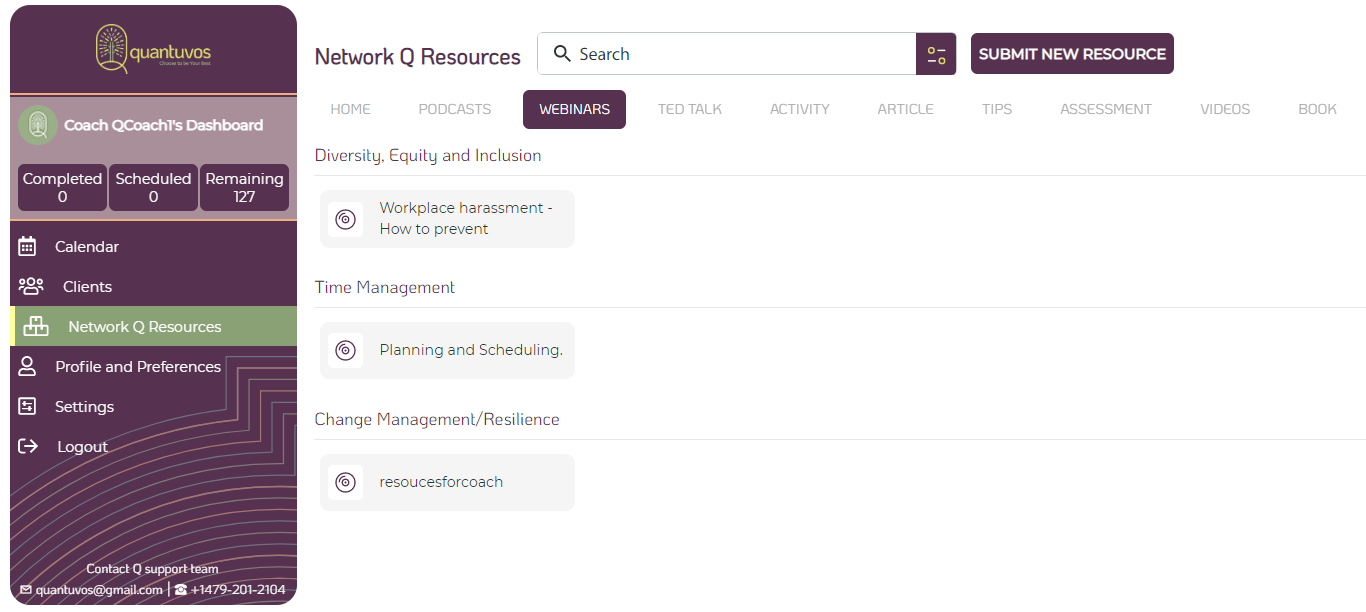 quantuvos
Choose to be Your Best
Coach QCoach1's Dashboard
Completed
0
Scheduled
0
Remaining
127
Calendar
Clients
Network Q Resources
Profile and Preferences
Settings
Logout
Contact Q support team
quantuvos@gmail.com | +1479-201-2104
Network Q Resources
Search
SUBMIT NEW RESOURCE
HOME PODCASTS WEBINARS TED TALK ACTIVITY ARTICLE TIPS ASSESSMENT VIDEOS BOOK
Diversity, Equity and Inclusion
Workplace harassment -
How to prevent
Time Management
Planning and Scheduling.
Change Management/Resilience
resoucesforcoach